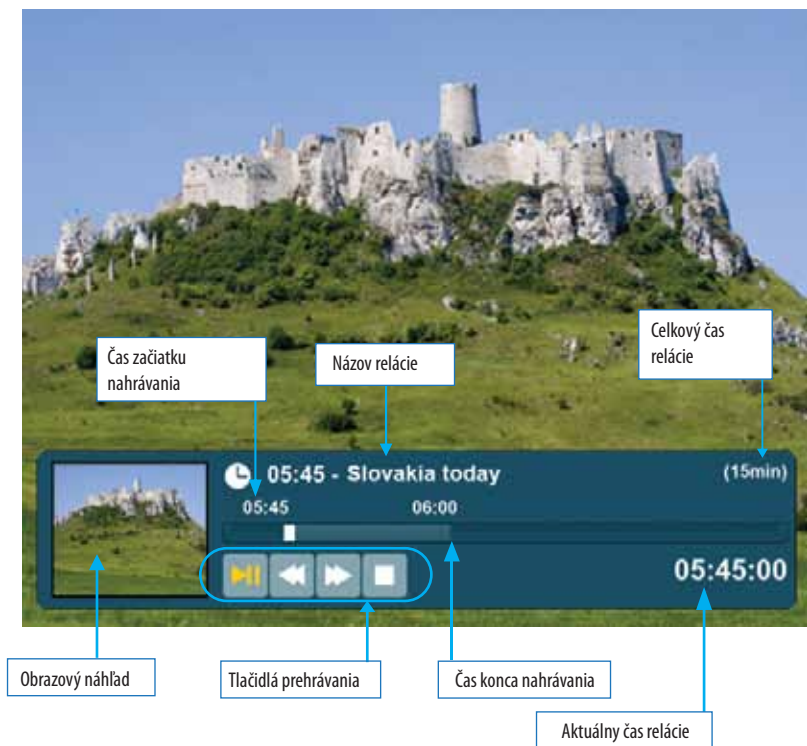 Čas začiatku
nahrávania
Názov relácie
Celkový čas
relácie
05:45 - Slovakia today
(15min)
05:45 06:00
05:45:00
Obrazový náhľad
Tlačidlá prehrávania
Čas konca nahrávania
Aktuálny čas relácie